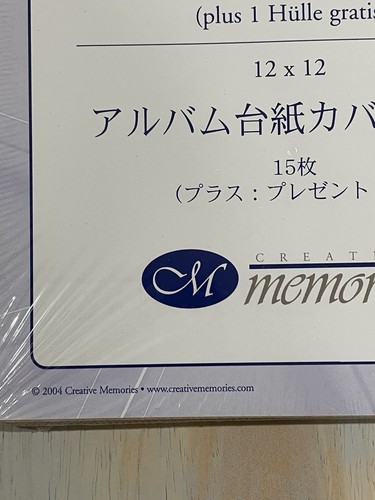 (plus 1 Hülle gratis
12 x 12
アルバム台紙カバ
15枚
(プラス：プレゼント
CM
CREAT
memor
© 2004 Creative Memories • www.creativememories.com